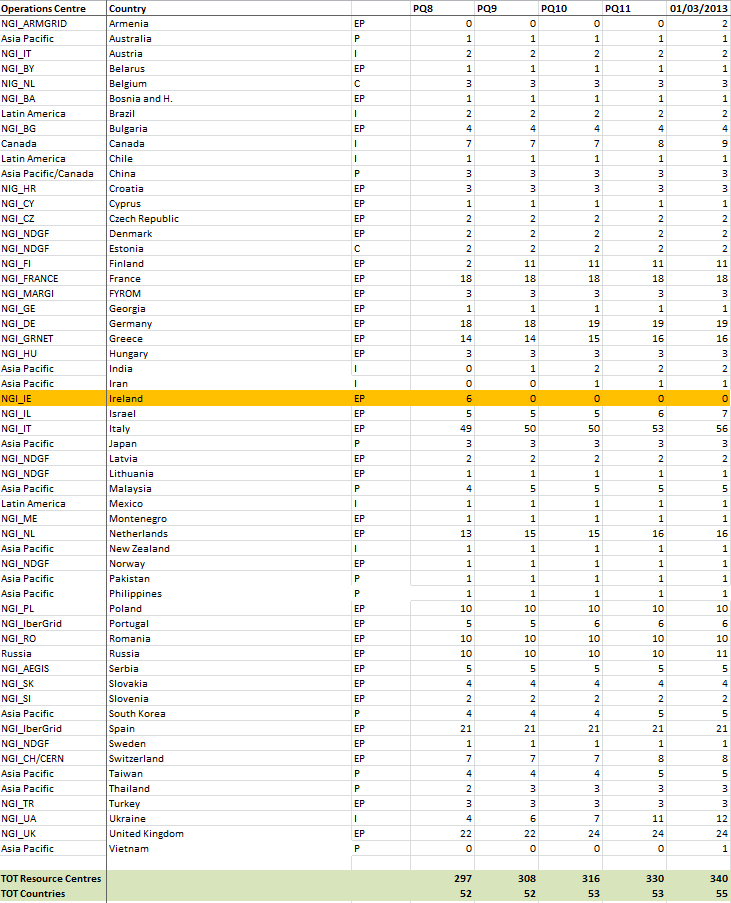 Operations Centre Country PQ8 PQ9 PQ10 PQ11 01/03/2013
NGI_ARMGRID Armenia EP 0 0 0 0 2
Asia Pacific Australia P 1 1 1 1 1
NGI_IT Austria I 2 2 2 2 2
NGI_BY Belarus EP 1 1 1 1 1
NIG_NL Belgium C 3 3 3 3 3
NGI_BA Bosnia and H. EP 1 1 1 1 1
Latin America Brazil I 2 2 2 2 2
NGI_BG Bulgaria EP 4 4 4 4 4
Canada Canada I 7 7 7 8 9
Latin America Chile I 1 1 1 1 1
Asia Pacific/Canada China P 3 3 3 3 3
NIG_HR Croatia EP 3 3 3 3 3
NGI_CY Cyprus EP 1 1 1 1 1
NGI_CZ Czech Republic EP 2 2 2 2 2
NGI_NDGF Denmark EP 2 2 2 2 2
NGI_NDGF Estonia C 2 2 2 2 2
NGI_FI Finland EP 2 11 11 11 11
NGI_FRANCE France EP 18 18 18 18 18
NGI_MARGI FYROM EP 3 3 3 3 3
NGI_GE Georgia EP 1 1 1 1 1
NGI_DE Germany EP 18 18 19 19 19
NGI_GRNET Greece EP 14 14 15 16 16
NGI_HU Hungary EP 3 3 3 3 3
Asia Pacific India I 0 1 2 2 2
Asia Pacific Iran I 0 0 1 1 1
NGI_IE Ireland EP 6 0 0 0 0
NGI_IL Israel EP 5 5 5 6 7
NGI_IT Italy EP 49 50 50 53 56
Asia Pacific Japan P 3 3 3 3 3
NGI_NDGF Latvia EP 2 2 2 2 2
NGI_NDGF Lithuania EP 1 1 1 1 1
Asia Pacific Malaysia P 4 5 5 5 5
Latin America Mexico I 1 1 1 1 1
NGI_ME Montenegro EP 1 1 1 1 1
NGI_NL Netherlands EP 13 15 15 16 16
Asia Pacific New Zealand I 1 1 1 1 1
NGI_NDGF Norway EP 1 1 1 1 1
Asia Pacific Pakistan P 1 1 1 1 1
Asia Pacific Philippines P 1 1 1 1 1
NGI_PL Poland EP 10 10 10 10 10
NGI_IberGrid Portugal EP 5 5 6 6 6
NGI_RO Romania EP 10 10 10 10 10
Russia Russia EP 10 10 10 10 11
NGI_AEGIS Serbia EP 5 5 5 5 5
NGI_SK Slovakia EP 4 4 4 4 4
NGI_SI Slovenia EP 2 2 2 2 2
Asia Pacific South Korea P 4 4 4 5 5
NGI_IberGrid Spain EP 21 21 21 21 21
NGI_NDGF Sweden EP 1 1 1 1 1
NGI_CH/CERN Switzerland EP 7 7 7 8 8
Asia Pacific Taiwan P 4 4 4 5 5
Asia Pacific Thailand P 2 3 3 3 3
NGI_TR Turkey EP 3 3 3 3 3
NGI_UA Ukraine I 4 6 7 11 12
NGI_UK United Kingdom EP 22 22 24 24 24
Asia Pacific Vietnam P 0 0 0 0 1
TOT Resource Centres 297 308 316 330 340
TOT Countries 52 52 53 53 55